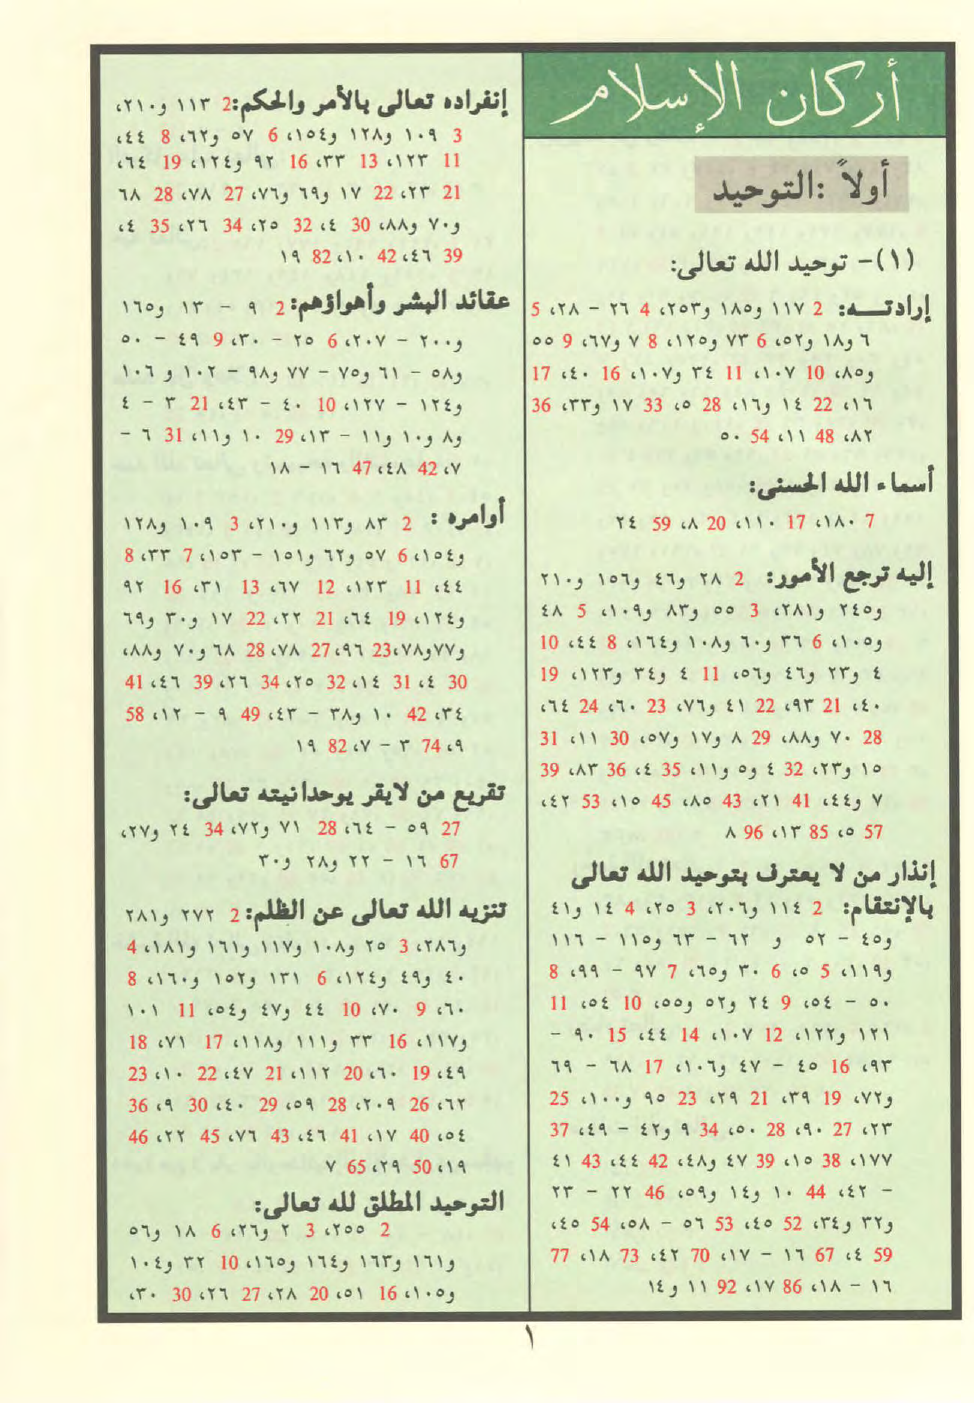 أركان الإسلام
أولاً :التوحيد
(١)- توحيد الله تعالى:
إرادتـــه: 2 ١١٧ و١٨٥ و٢٥٣، 4 ٢٦ - ٢٨، 5
٦ و١٨ و٥٢، 6 ٧٣ و١٢٥، 8 ٧ و٦٧، 9 ٥٥
و٨٥، 10 ١٠٧، 11 ٣٤ و١٠٧، 16 ٤٠، 17
١٦، 22 ١٤ و١٦، 28 ٥، 33 ١٧ و٣٣، 36
٨٢، 48 ١١، 54 ٥٠
أسماء الله الحسنى:
7 ١٨٠، 17 ١١٠، 20 ٨، 59 ٢٤
إليه ترجع الأمور: 2 ٢٨ و٤٦ و١٥٦ و٢١٠
و٢٤٥ و٢٨١، 3 ٥٥ و٨٣ و١٠٩، 5 ٤٨
و١٠٥، 6 ٣٦ و٦٠ و١٠٨ و١٦٤، 8 ٤٤، 10
٤ و٢٣ و٤٦ و٥٦، 11 ٤ و٣٤ و١٢٣، 19
٤٠، 21 ٩٣، 22 ٤١ و٧٦، 23 ٦٠، 24 ٦٤،
28 ٧٠ و٨٨، 29 ٨ و١٧ و٥٧، 30 ١١، 31
١٥ و٢٣، 32 ٤ و٥ و١١، 35 ٤، 36 ٨٣، 39
٧ و٤٤، 41 ٢١، 43 ٨٥، 45 ١٥، 53 ٤٢،
57 ٥، 85 ١٣، 96 ٨
إنذار من لا يعترف بتوحيد الله تعالى
بالإنتقام: 2 ١١٤ و٢٠٦، 3 ٢٥، 4 ١٤ و٤١
و٤٥ - ٥٢ و ٦٢ - ٦٣ و١١٥ - ١١٦
و١١٩، 5 ٥، 6 ٣٠ و٦٥، 7 ٩٧ - ٩٩، 8
٥٠ - ٥٤، 9 ٢٤ و٥٢ و٥٥، 10 ٥٤، 11
١٢١ و١٢٢، 12 ١٠٧، 14 ٤٤، 15 ٩٠ -
٩٣، 16 ٤٥ - ٤٧ و١٠٦، 17 ٦٨ - ٦٩
و٧٢، 19 ٣٩، 21 ٢٩، 23 ٩٥ و١٠٠، 25
٢٣، 27 ٩٠، 28 ٥٠، 34 ٩ و٤٢ - ٤٩، 37
١٧٧، 38 ١٥، 39 ٤٧ و٤٨، 42 ٤٤، 43 ٤١
- ٤٢، 44 ١٠ و١٤ و٥٩، 46 ٢٢ - ٢٣
و٣٢ و٣٤، 52 ٤٥، 53 ٥٦ - ٥٨، 54 ٤٥،
59 ٤، 67 ١٦ - ١٧، 70 ٤٢، 73 ١٨، 77
١٦ - ١٨، 86 ١٧، 92 ١١ و١٤
إنفراده تعالى بالأمر والحكم:2 ١١٣ و٢١٠،
3 ١٠٩ و١٢٨ و١٥٤، 6 ٥٧ و٦٢، 8 ٤٤،
11 ١٢٣، 13 ٣٣، 16 ٩٢ و١٢٤، 19 ٦٤،
21 ٢٣، 22 ١٧ و٦٩ و٧٦، 27 ٧٨، 28 ٦٨
و٧٠ و٨٨، 30 ٤، 32 ٢٥، 34 ٢٦، 35 ٤،
39 ٤٦، 42 ١٠، 82 ١٩
عقائد البشر وأهواؤهم: 2 ٩ - ١٣ و١٦٥
و٢٠٠ - ٢٠٧، 6 ٢٥ - ٣٠، 9 ٤٩ - ٥٠
و٥٨ - ٦١ و٧٥ - ٧٧ و٩٨ - ١٠٢ و ١٠٦
و١٢٤ - ١٢٧، 10 ٤٠ - ٤٣، 21 ٣ - ٤
و٨ و١٠ و١١ - ١٣، 29 ١٠ و١١، 31 ٦ -
٧، 42 ٤٨، 47 ١٦ - ١٨
أوامره : 2 ٨٣ و١١٣ و٢١٠، 3 ١٠٩ و١٢٨
و١٥٤، 6 ٥٧ و٦٢ و١٥١ - ١٥٣، 7 ٣٣، 8
٤٤، 11 ١٢٣، 12 ٦٧، 13 ٣١، 16 ٩٢
و١٢٤، 19 ٦٤، 21 ٢٢، 22 ١٧ و٣٠ و٦٩
و٧٧و٧٨،23 ٩٦، 27 ٧٨، 28 ٦٨ و٧٠ و٨٨،
30 ٤، 31 ١٤، 32 ٢٥، 34 ٢٦، 39 ٤٦، 41
٣٤، 42 ١٠ و٣٨ - ٤٣، 49 ٩ - ١٢، 58
٩، 74 ٣ - ٧، 82 ١٩
تقريع من لايقر بوحدانيته تعالى:
27 ٥٩ - ٦٤، 28 ٧١ و٧٢، 34 ٢٤ و٢٧،
67 ١٦ - ٢٢ و٢٨ و٣٠
تنزيه الله تعالى عن الظلم: 2 ٢٧٢ و٢٨١
و٢٨٦، 3 ٢٥ و١٠٨ و١١٧ و١٦١ و١٨١، 4
٤٠ و٤٩ و١٢٤، 6 ١٣١ و١٥٢ و١٦٠، 8
٦٠، 9 ٧٠، 10 ٤٤ و٤٧ و٥٤، 11 ١٠١
و١١٧، 16 ٣٣ و١١١ و١١٨، 17 ٧١، 18
٤٩، 19 ٦٠، 20 ١١٢، 21 ٤٧، 22 ١٠، 23
٦٢، 26 ٢٠٩، 28 ٥٩، 29 ٤٠، 30 ٩، 36
٥٤، 40 ١٧، 41 ٤٦، 43 ٧٦، 45 ٢٢، 46
١٩، 50 ٢٩، 65 ٧
التوحيد المطلق لله تعالى:
2 ٢٥٥، 3 ٢ و٢٦، 6 ١٨ و٥٦
و١٦١ و١٦٣ و١٦٤ و١٦٥، 10 ٣٢ و١٠٤
و١٠٥، 16 ٥١، 20 ٢٨، 27 ٢٦، 30 ٣٠،
١